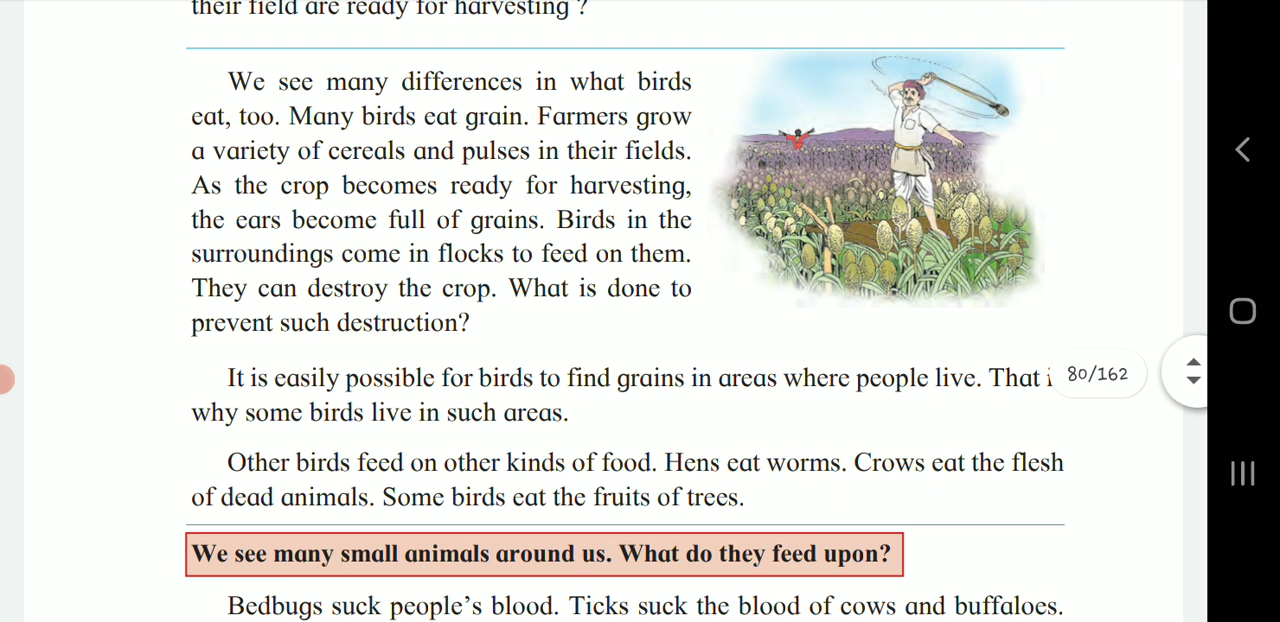 their field are ready for harvesting ?
We see many differences in what birds
eat, too. Many birds eat grain. Farmers grow
a variety of cereals and pulses in their fields.
As the crop becomes ready for harvesting,
the ears become full of grains. Birds in the
surroundings come in flocks to feed on them.
They can destroy the crop. What is done to
prevent such destruction?
It is easily possible for birds to find grains in areas where people live. That
80/162
why some birds live in such areas.
Other birds feed on other kinds of food. Hens eat worms. Crows eat the flesh
of dead animals. Some birds eat the fruits of trees.
We see many small animals around us. What do they feed upon?
Bedbugs suck people’s blood. Ticks suck the blood of cows and buffaloes.